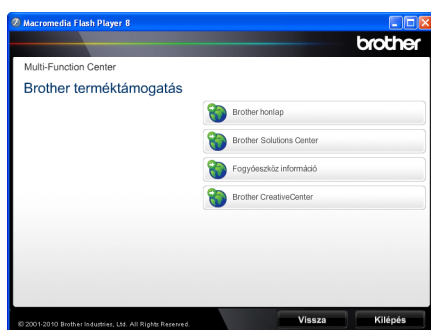 Macromedia Flash Player 8
brother
Multi-Function Center
Brother terméktámogatás
Brother honlap
Brother Solutions Center
Fogyóeszköz információ
Brother CreativeCenter
© 2001-2010 Brother Industries, Ltd. All Rights Reserved.
Vissza
Kilépés